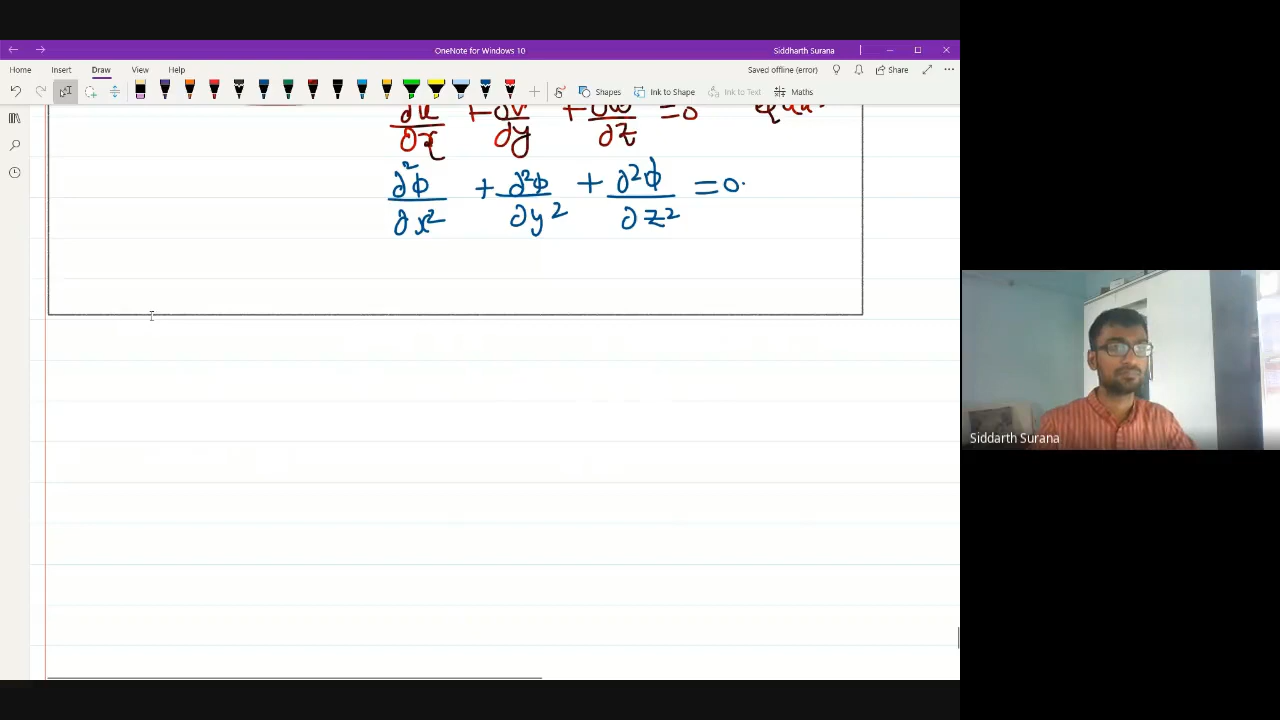 OneNote for Windows 10
Siddharth Surana
Home Insert Draw View Help
Saved offline (error) Share
Shapes Ink to Shape Ink to Text Maths
∂u/∂x + ∂v/∂y + ∂w/∂z = 0
∂²φ/∂x² + ∂²φ/∂y² + ∂²φ/∂z² = 0.
Siddarth Surana